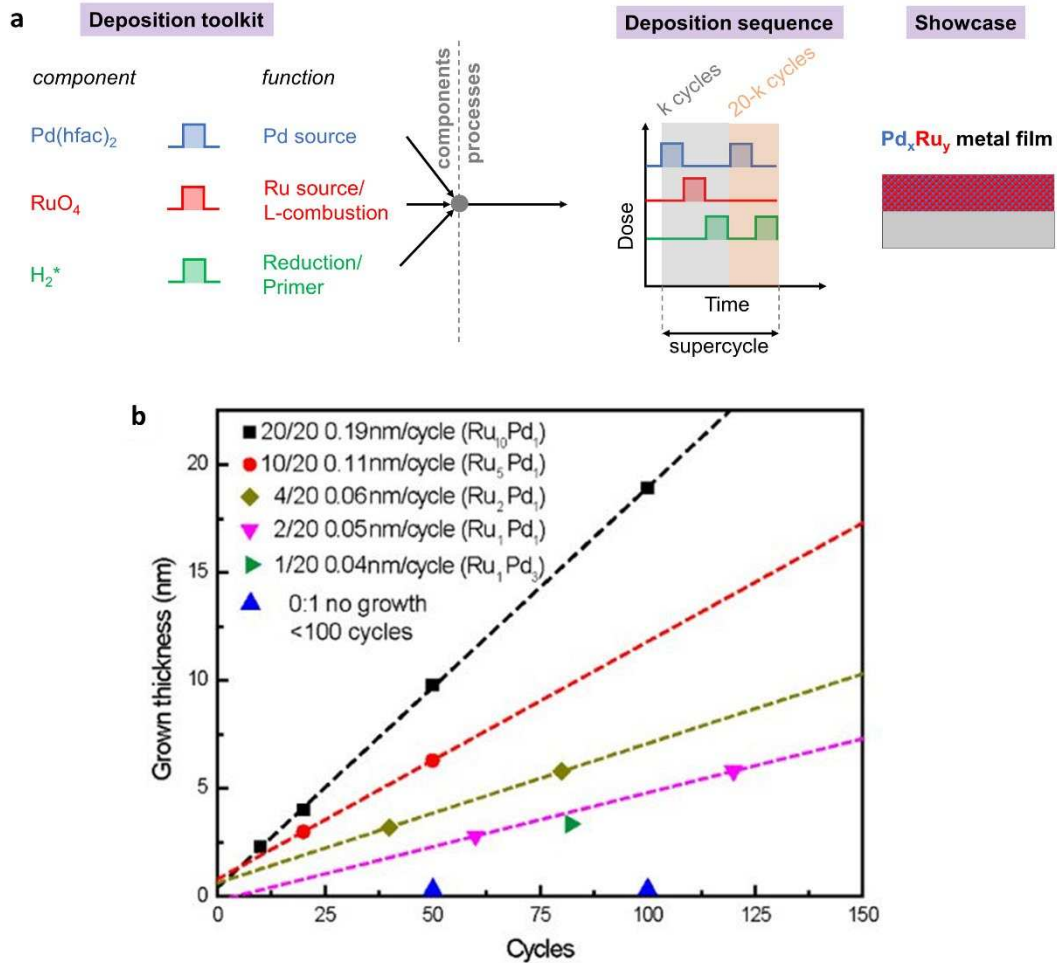 a
Deposition toolkit
Deposition sequence
Showcase
component
function
Pd(hfac)₂
Pd source
RuO₄
Ru source/
L-combustion
H₂*
Reduction/
Primer
components
processes
k cycles
20-k cycles
Dose
Time
supercycle
PdₓRuᵧ metal film
b
20/20 0.19nm/cycle (Ru₁₀Pd₁)
10/20 0.11nm/cycle (Ru₅Pd₁)
4/20 0.06nm/cycle (Ru₂Pd₁)
2/20 0.05nm/cycle (Ru₁Pd₁)
1/20 0.04nm/cycle (Ru₁Pd₃)
0:1 no growth
<100 cycles
Grown thickness (nm)
20
15
10
5
0
0 25 50 75 100 125 150
Cycles